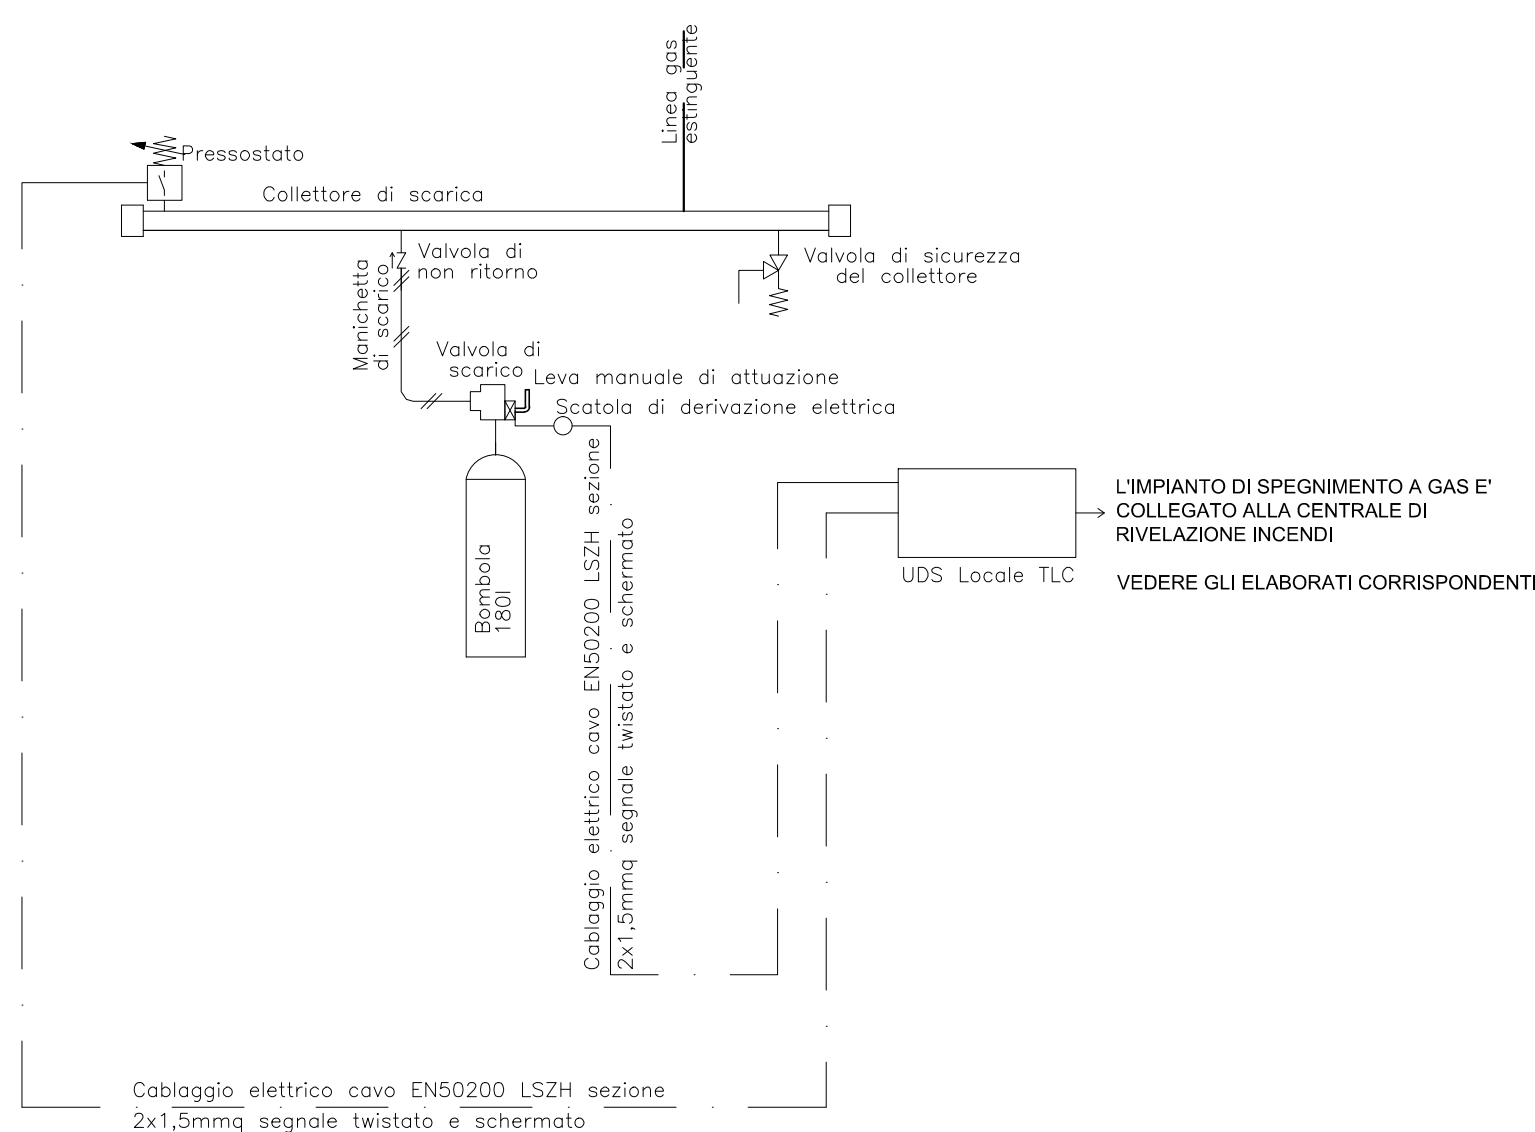 Linea gas
estinguente
Pressostato
Collettore di scarica
Valvola di
non ritorno
Valvola di sicurezza
del collettore
Manichetta
di scarico
Valvola di
scarico
Leva manuale di attuazione
Scatola di derivazione elettrica
Bombola
180l
Cablaggio elettrico cavo EN50200 LSZH sezione
2x1,5mmq segnale twistato e schermato
UDS Locale TLC
L'IMPIANTO DI SPEGNIMENTO A GAS E'
COLLEGATO ALLA CENTRALE DI
RIVELAZIONE INCENDI
VEDERE GLI ELABORATI CORRISPONDENTI
Cablaggio elettrico cavo EN50200 LSZH sezione
2x1,5mmq segnale twistato e schermato